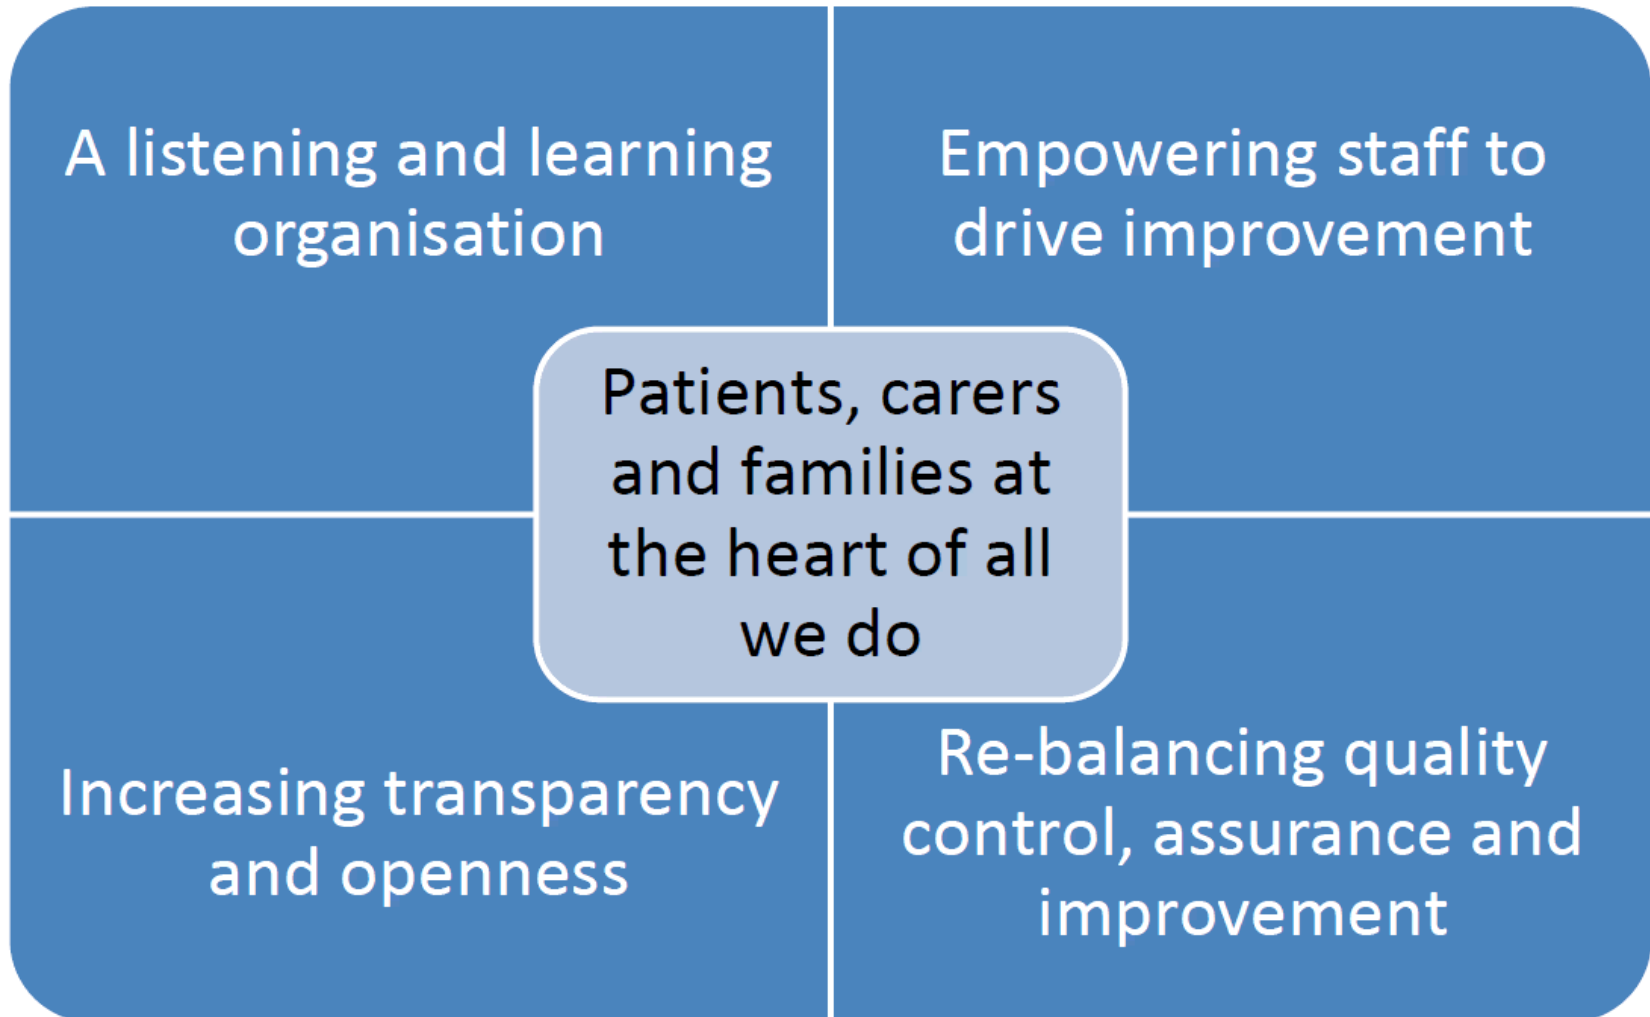 A listening and learning
organisation
Empowering staff to
drive improvement
Patients, carers
and families at
the heart of all
we do
Increasing transparency
and openness
Re-balancing quality
control, assurance and
improvement